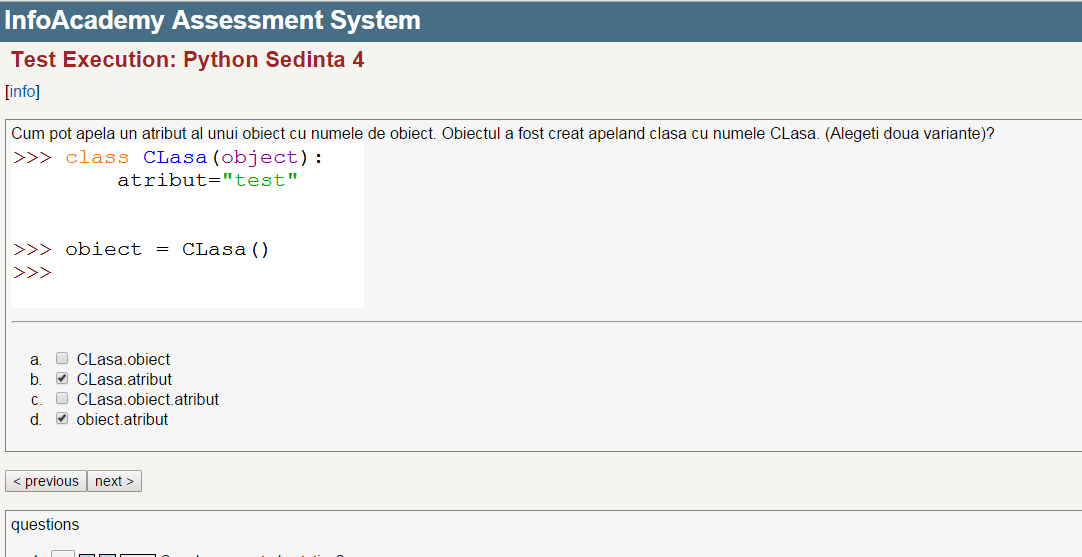 InfoAcademy Assessment System
Test Execution: Python Sedinta 4
[info]
Cum pot apela un atribut al unui obiect cu numele de obiect. Obiectul a fost creat apeland clasa cu numele CLasa. (Alegeti doua variante)?
>>> class CLasa(object):
atribut="test"
>>> obiect = CLasa()
>>>
a. CLasa.obiect
b. CLasa.atribut
c. CLasa.obiect.atribut
d. obiect.atribut
< previous next >
questions